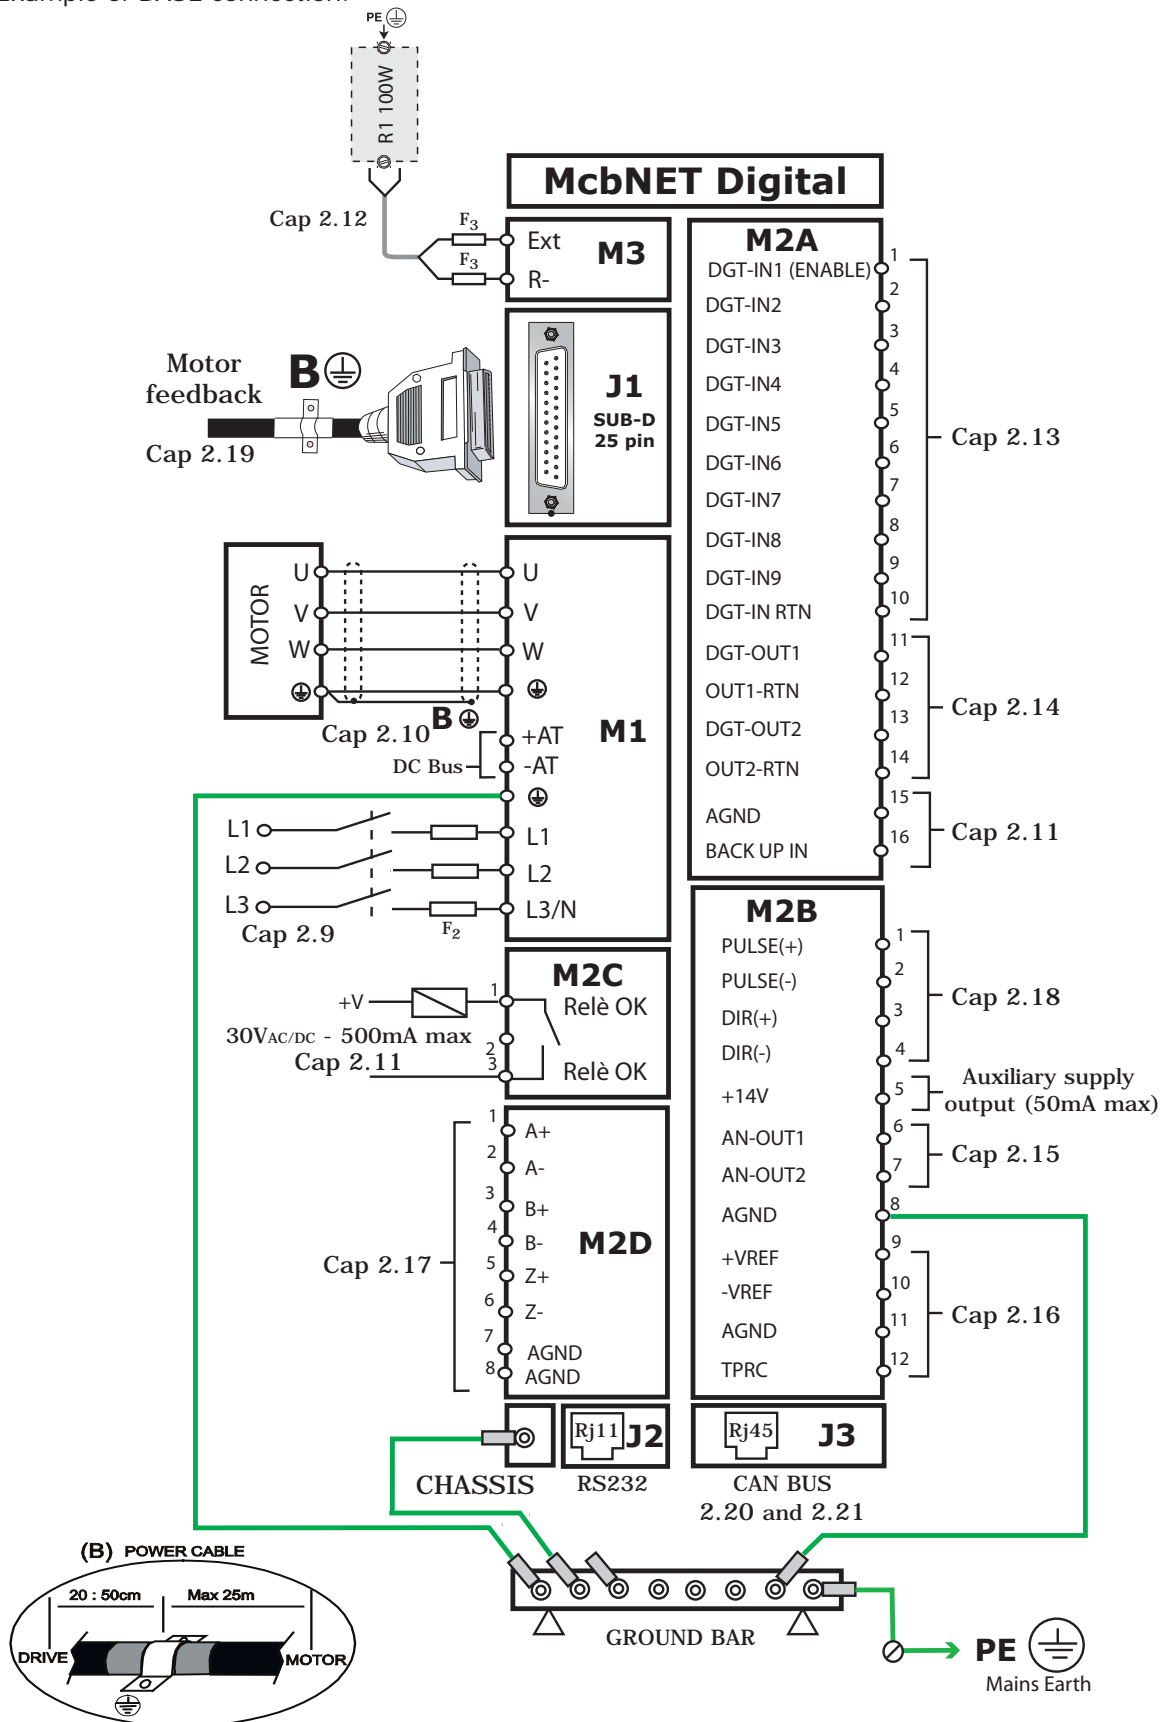 Example of BASE connection:
PE
R1 100W
McbNET Digital
Cap 2.12
F3
F3
Ext
R-
M3
Motor
feedback
B
Cap 2.19
J1
SUB-D
25 pin
MOTOR
U
V
W
U
V
W
B
Cap 2.10
M1
DC Bus
+AT
-AT
L1
L2
L3
L1
L2
L3/N
F2
Cap 2.9
M2C
+V
1
Relè OK
30VAC/DC - 500mA max
2
Cap 2.11
3
Relè OK
Cap 2.17
M2D
1
A+
2
A-
3
B+
4
B-
5
Z+
6
Z-
7
AGND
8
AGND
CHASSIS
Rj11
J2
RS232
M2A
DGT-IN1 (ENABLE)
1
DGT-IN2
2
DGT-IN3
3
DGT-IN4
4
DGT-IN5
5
DGT-IN6
6
DGT-IN7
7
DGT-IN8
8
DGT-IN9
9
DGT-IN RTN
10
Cap 2.13
DGT-OUT1
11
OUT1-RTN
12
DGT-OUT2
13
OUT2-RTN
14
Cap 2.14
AGND
15
BACK UP IN
16
Cap 2.11
M2B
PULSE(+)
1
PULSE(-)
2
DIR(+)
3
DIR(-)
4
Cap 2.18
+14V
5
Auxiliary supply
output (50mA max)
AN-OUT1
6
AN-OUT2
7
Cap 2.15
AGND
8
+VREF
9
-VREF
10
AGND
11
TPRC
12
Cap 2.16
Rj45
J3
CAN BUS
2.20 and 2.21
(B) POWER CABLE
20 : 50cm
Max 25m
DRIVE
MOTOR
GROUND BAR
PE
Mains Earth